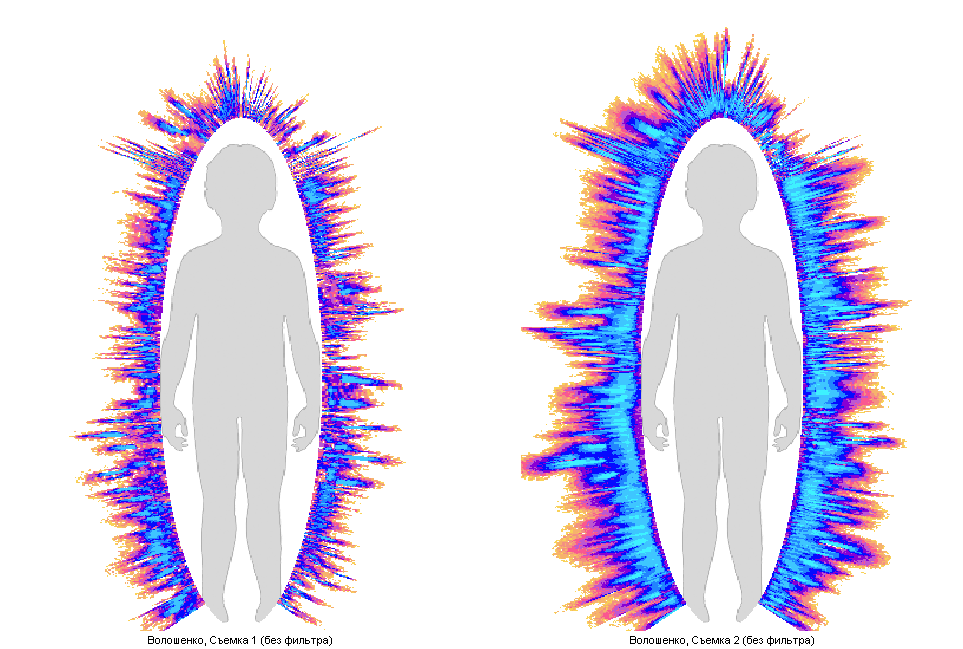 Волошенко, Съемка 1 (без фильтра)
Волошенко, Съемка 2 (без фильтра)